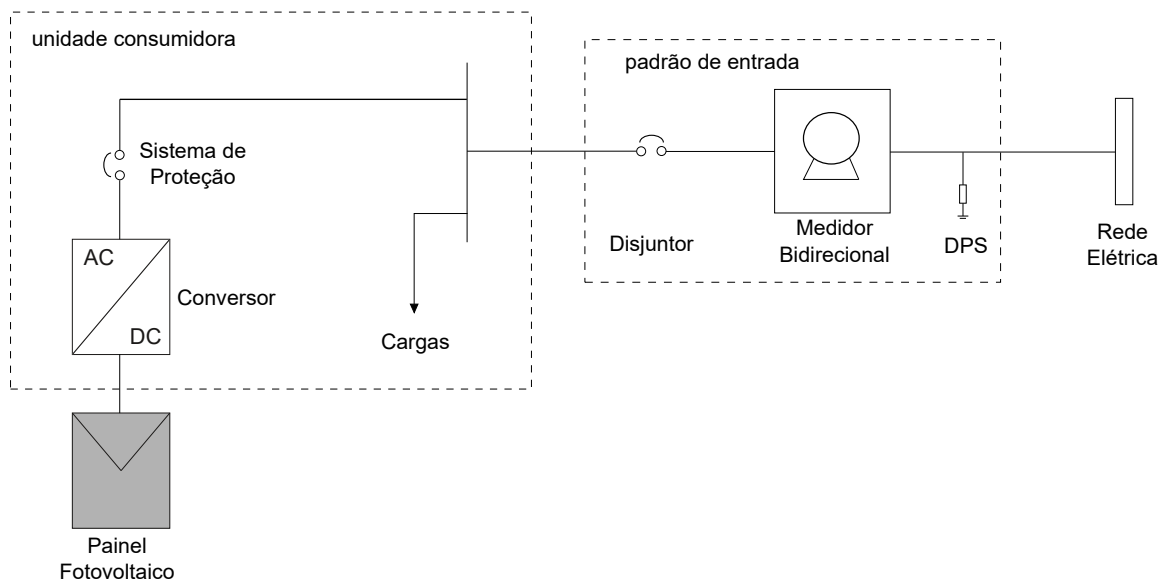 unidade consumidora
padrão de entrada
Sistema de
Proteção
AC
DC
Conversor
Cargas
Painel
Fotovoltaico
Disjuntor
Medidor
Bidirecional
DPS
Rede
Elétrica